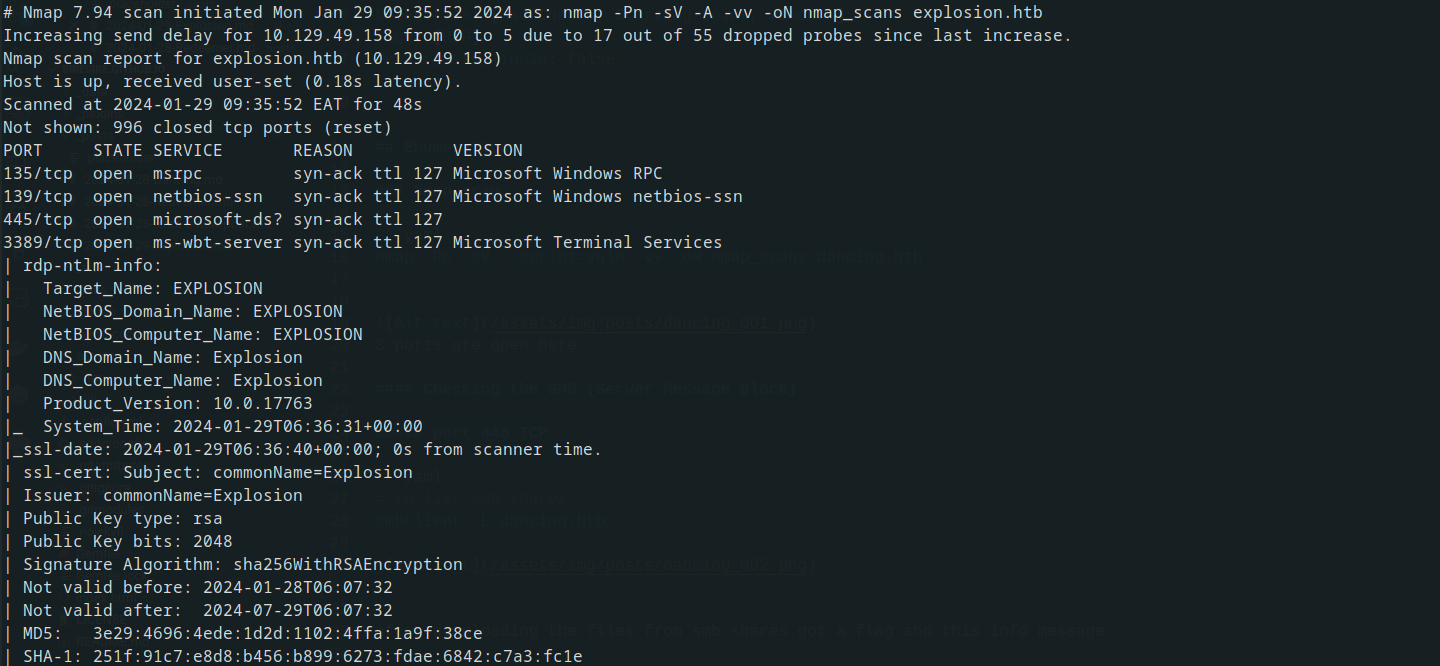 # Nmap 7.94 scan initiated Mon Jan 29 09:35:52 2024 as: nmap -Pn -sV -A -vv -oN nmap_scans explosion.htb
Increasing send delay for 10.129.49.158 from 0 to 5 due to 17 out of 55 dropped probes since last increase.
Nmap scan report for explosion.htb (10.129.49.158)
Host is up, received user-set (0.18s latency).
Scanned at 2024-01-29 09:35:52 EAT for 48s
Not shown: 996 closed tcp ports (reset)
PORT     STATE SERVICE       REASON          VERSION
135/tcp  open  msrpc         syn-ack ttl 127 Microsoft Windows RPC
139/tcp  open  netbios-ssn   syn-ack ttl 127 Microsoft Windows netbios-ssn
445/tcp  open  microsoft-ds? syn-ack ttl 127
3389/tcp open  ms-wbt-server syn-ack ttl 127 Microsoft Terminal Services
| rdp-ntlm-info:
|   Target_Name: EXPLOSION
|   NetBIOS_Domain_Name: EXPLOSION
|   NetBIOS_Computer_Name: EXPLOSION
|   DNS_Domain_Name: Explosion
|   DNS_Computer_Name: Explosion
|   Product_Version: 10.0.17763
|_  System_Time: 2024-01-29T06:36:31+00:00
|_ssl-date: 2024-01-29T06:36:40+00:00; 0s from scanner time.
| ssl-cert: Subject: commonName=Explosion
| Issuer: commonName=Explosion
| Public Key type: rsa
| Public Key bits: 2048
| Signature Algorithm: sha256WithRSAEncryption
| Not valid before: 2024-01-28T06:07:32
| Not valid after:  2024-07-29T06:07:32
| MD5:   3e29:4696:4ede:1d2d:1102:4ffa:1a9f:38ce
| SHA-1: 251f:91c7:e8d8:b456:b899:6273:fdae:6842:c7a3:fc1e